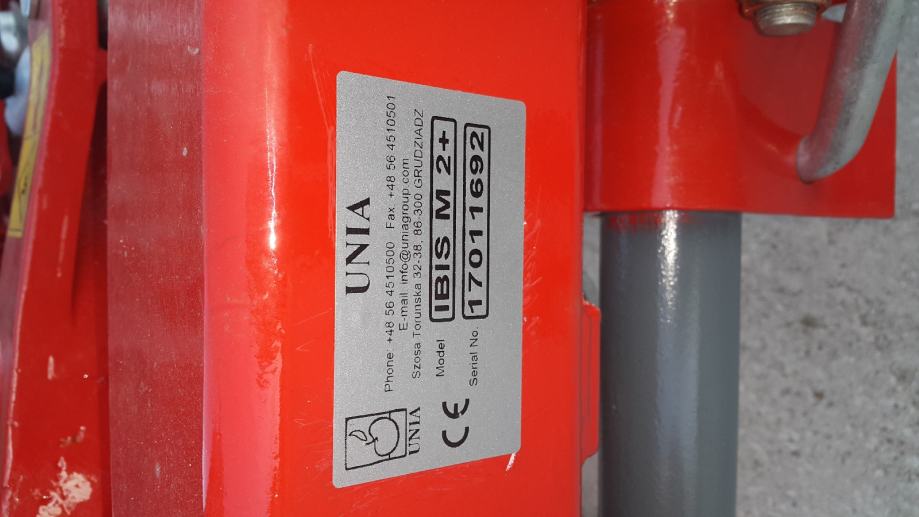 UNIA
Phone: +48 56 4510500 Fax. +48 56 4510501
E-mail. info@uniagroup.com
Szosa Toruńska 32-38, 86-300 GRUDZIADZ
Model IBIS M 2+
Serial No. 17011692
UNIA
CE